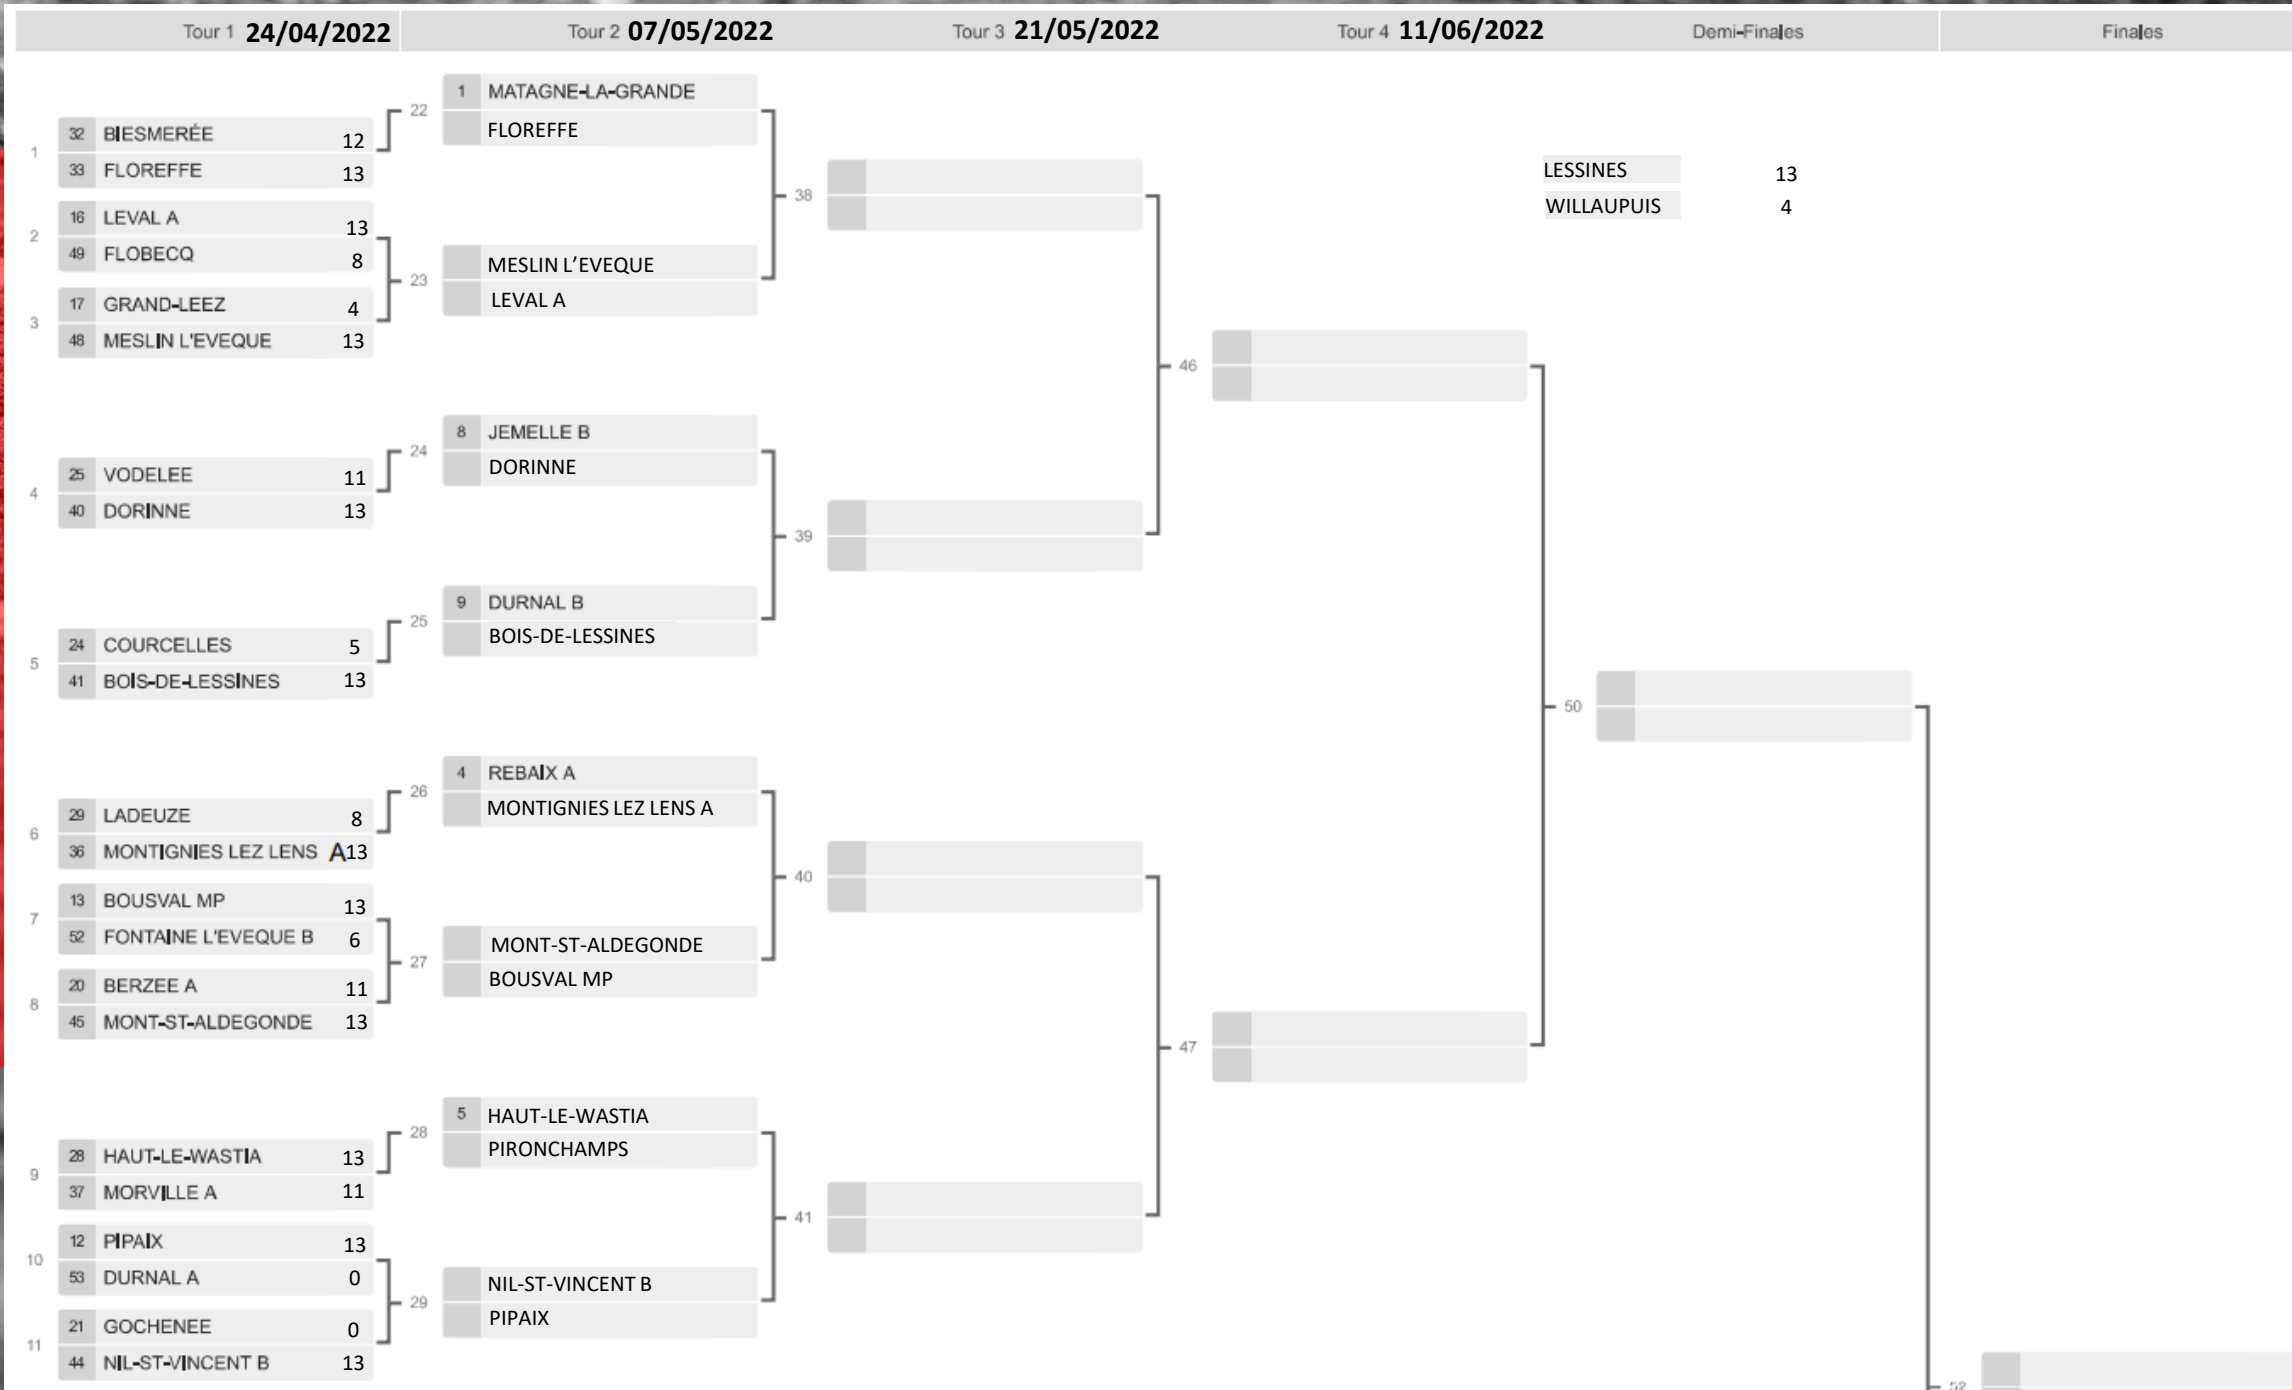 Tour 1 24/04/2022
Tour 2 07/05/2022
Tour 3 21/05/2022
Tour 4 11/06/2022
Demi-Finales
Finales
1
32 BIESMERÉE 12
33 FLOREFFE 13
2
16 LEVAL A 13
49 FLOBECQ 8
3
17 GRAND-LEEZ 4
48 MESLIN L'EVEQUE 13
4
25 VODELEE 11
40 DORINNE 13
5
24 COURCELLES 5
41 BOIS-DE-LESSINES 13
6
29 LADEUZE 8
36 MONTIGNIES LEZ LENS A 13
7
13 BOUSVAL MP 13
52 FONTAINE L'EVEQUE B 6
8
20 BERZEE A 11
45 MONT-ST-ALDEGONDE 13
9
28 HAUT-LE-WASTIA 13
37 MORVILLE A 11
10
12 PIPAIX 13
53 DURNAL A 0
11
21 GOCHENEE 0
44 NIL-ST-VINCENT B 13
22
1 MATAGNE-LA-GRANDE
FLOREFFE
23
MESLIN L’EVEQUE
LEVAL A
24
8 JEMELLE B
DORINNE
25
9 DURNAL B
BOIS-DE-LESSINES
26
4 REBAIX A
MONTIGNIES LEZ LENS A
27
MONT-ST-ALDEGONDE
BOUSVAL MP
28
5 HAUT-LE-WASTIA
PIRONCHAMPS
29
NIL-ST-VINCENT B
PIPAIX
38
39
40
41
46
47
LESSINES 13
WILLAUPUIS 4
50
52